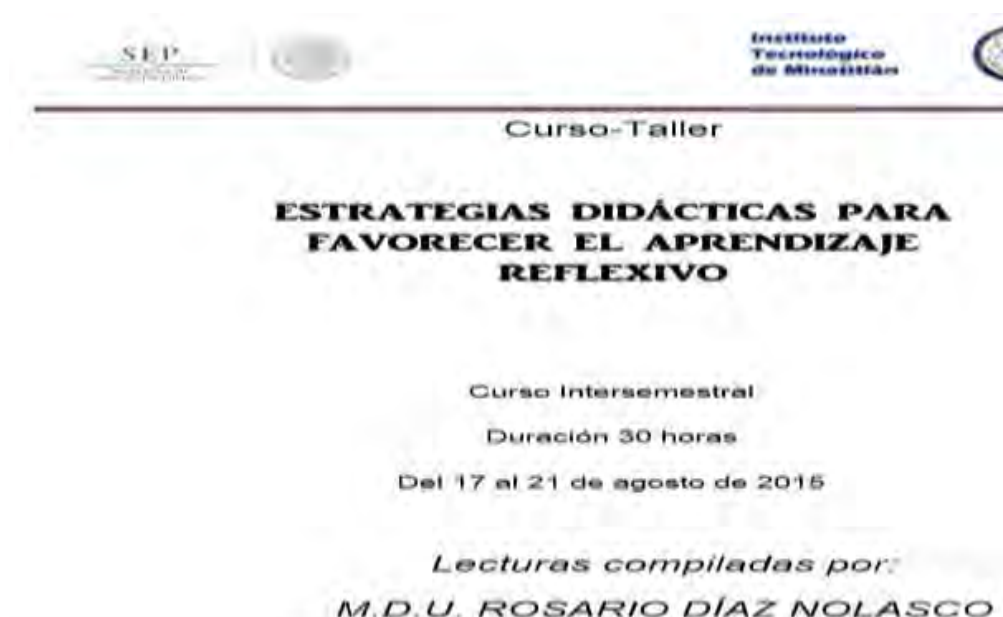 SEP
Instituto
Tecnológico
de Minatitlán
Curso-Taller
ESTRATEGIAS DIDÁCTICAS PARA
FAVORECER EL APRENDIZAJE
REFLEXIVO
Curso Intersemestral
Duración 30 horas
Del 17 al 21 de agosto de 2015
Lecturas compiladas por:
M.D.U. ROSARIO DÍAZ NOLASCO